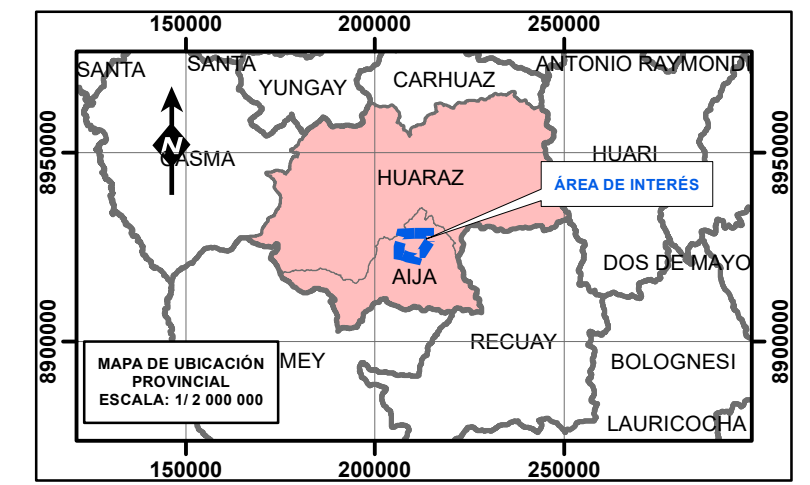 150000 200000 250000
SANTA SANTA ANTONIO RAYMONDI
YUNGAY CARHUAZ
8950000 N CASMA HUARI 8950000
HUARAZ
ÁREA DE INTERÉS
AIJA DOS DE MAYO
8900000 RECUAY 8900000
MEY BOLOGNESI
MAPA DE UBICACIÓN
PROVINCIAL
ESCALA: 1/ 2 000 000
LAURICOCHA
150000 200000 250000